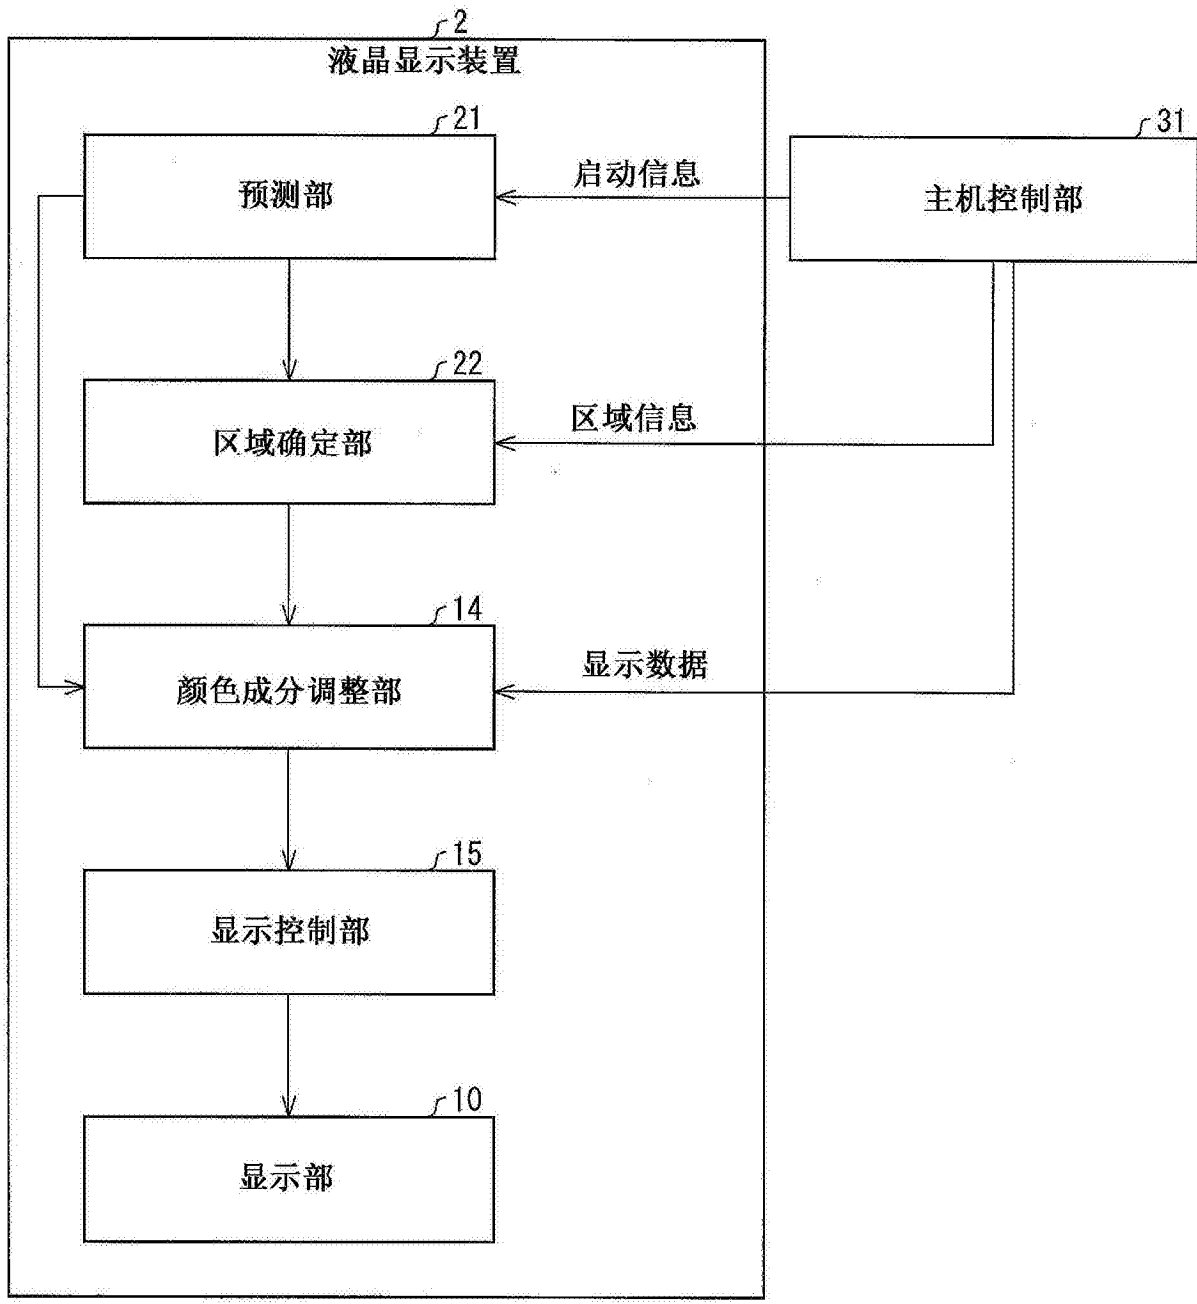 2
液晶显示装置
21
预测部
启动信息
31
主机控制部
22
区域确定部
区域信息
14
颜色成分调整部
显示数据
15
显示控制部
10
显示部